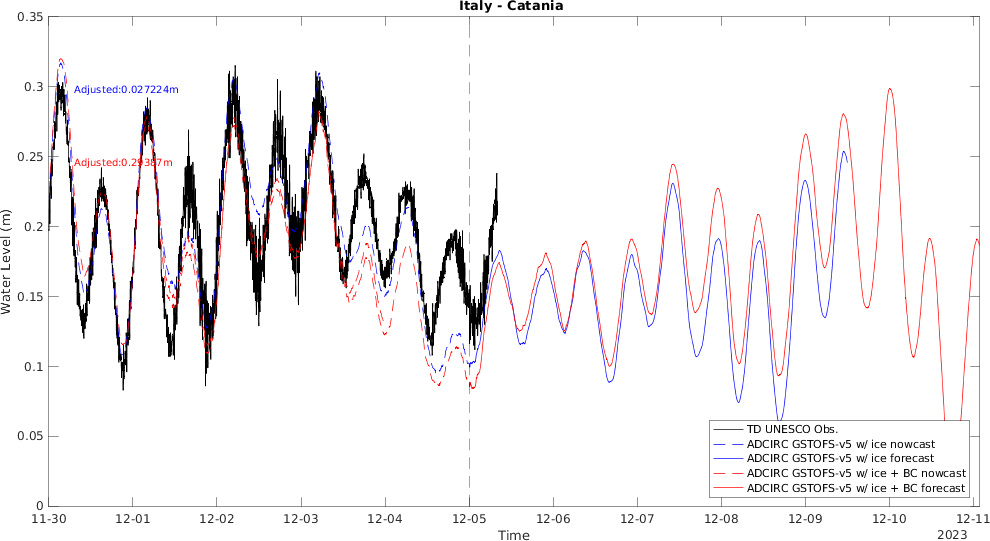 Italy - Catania
0.35
0.3
0.25
0.2
0.15
0.1
0.05
0
Water Level (m)
Adjusted:0.027224m
Adjusted:0.29387m
TD UNESCO Obs.
ADCIRC GSTOFS-v5 w/ ice nowcast
ADCIRC GSTOFS-v5 w/ ice forecast
ADCIRC GSTOFS-v5 w/ ice + BC nowcast
ADCIRC GSTOFS-v5 w/ ice + BC forecast
11-30 12-01 12-02 12-03 12-04 12-05 12-06 12-07 12-08 12-09 12-10 12-11
Time
2023